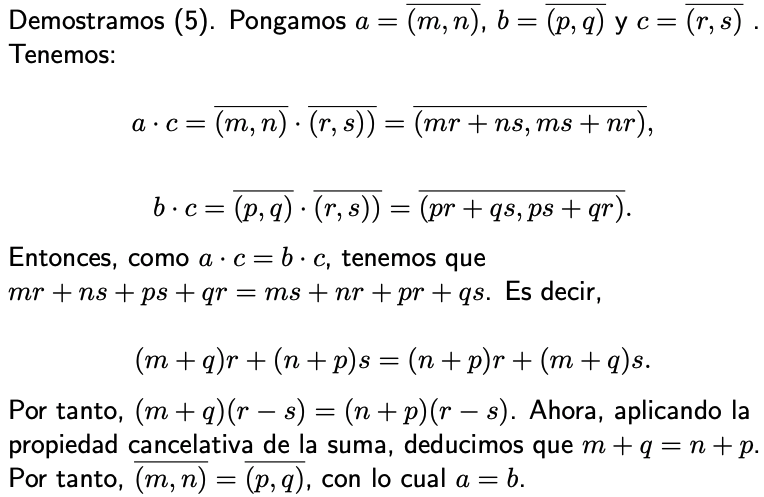 Demostramos (5). Pongamos $a = \overline{(m, n)}$, $b = \overline{(p, q)}$ y $c = \overline{(r, s)}$ .
Tenemos:
$a \cdot c = \overline{(m, n)} \cdot \overline{(r, s))} = \overline{(mr + ns, ms + nr)},$
$b \cdot c = \overline{(p, q)} \cdot \overline{(r, s))} = \overline{(pr + qs, ps + qr)}.$
Entonces, como $a \cdot c = b \cdot c$, tenemos que
$mr + ns + ps + qr = ms + nr + pr + qs$. Es decir,
$(m + q)r + (n + p)s = (n + p)r + (m + q)s.$
Por tanto, $(m + q)(r - s) = (n + p)(r - s)$. Ahora, aplicando la
propiedad cancelativa de la suma, deducimos que $m + q = n + p$.
Por tanto, $\overline{(m, n)} = \overline{(p, q)}$, con lo cual $a = b$.